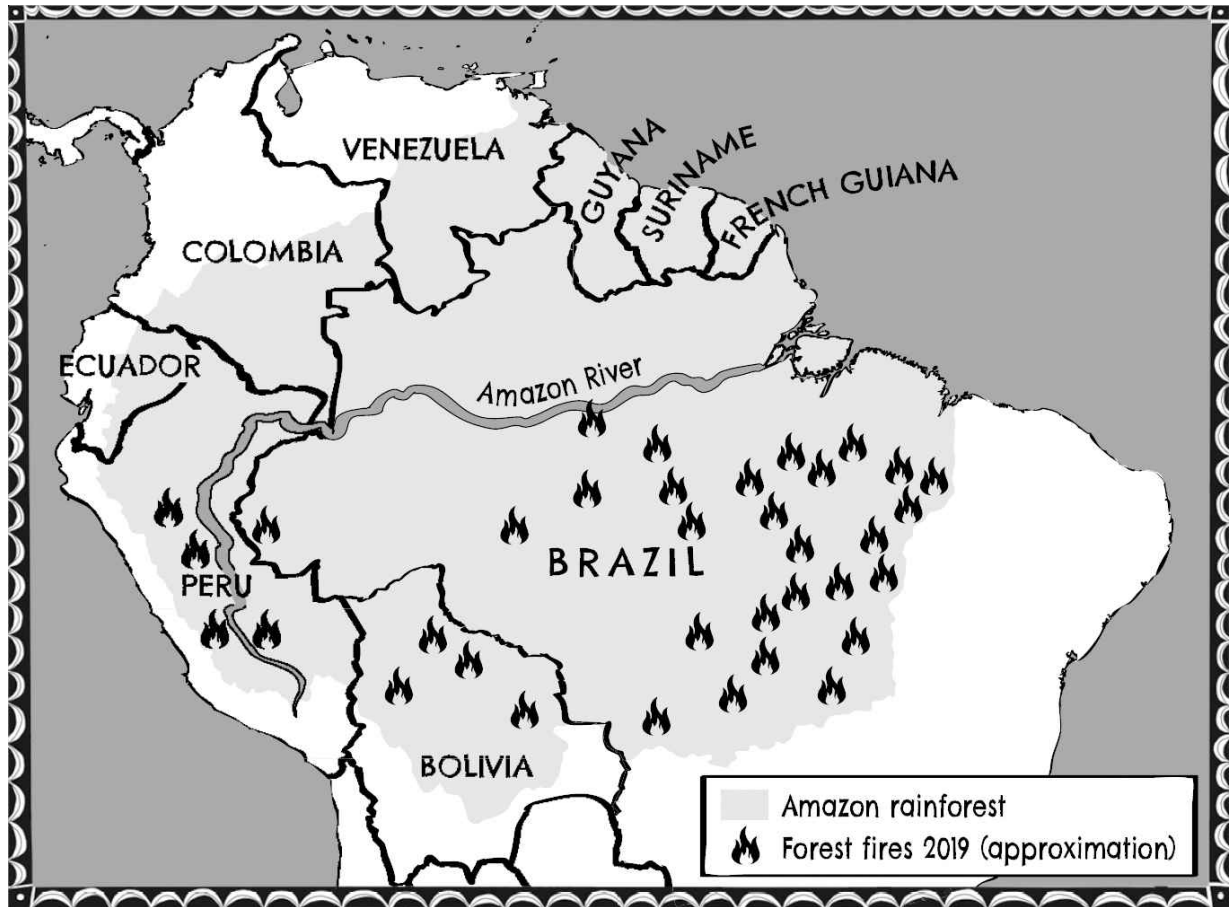 VENEZUELA
GUYANA
SURINAME
FRENCH GUIANA
COLOMBIA
ECUADOR
Amazon River
BRAZIL
PERU
BOLIVIA
Amazon rainforest
Forest fires 2019 (approximation)